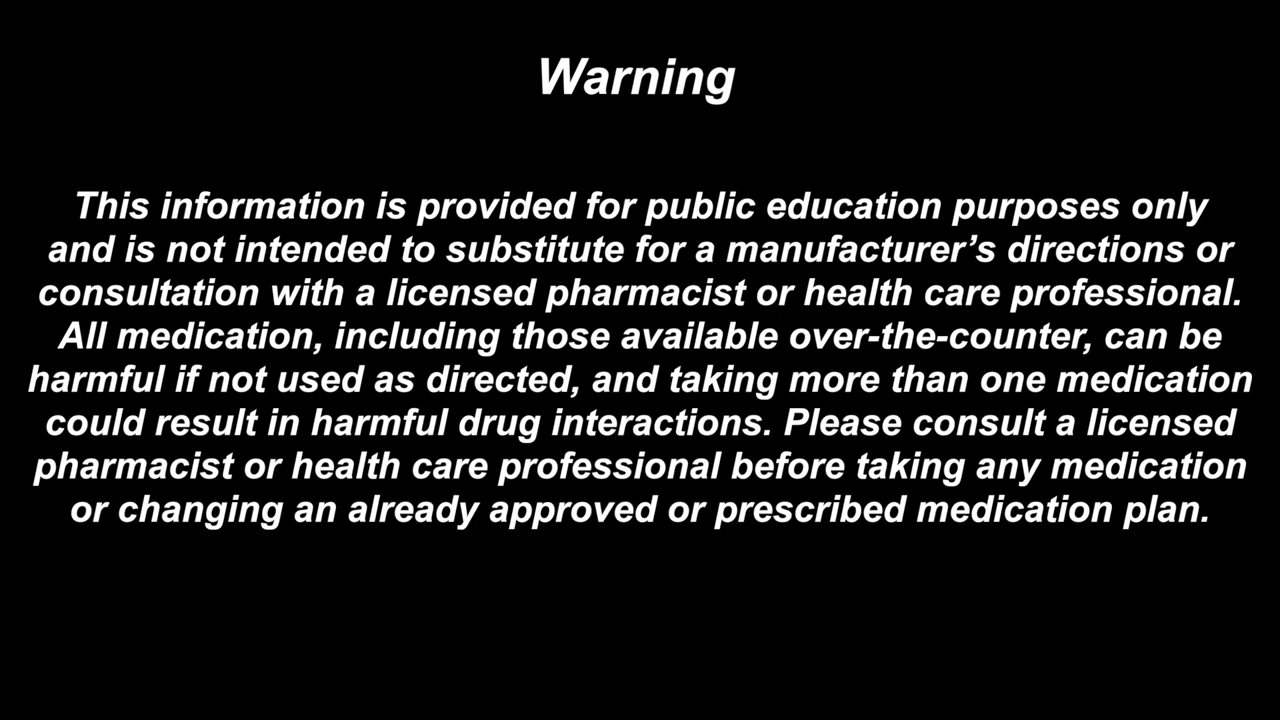 Warning
This information is provided for public education purposes only
and is not intended to substitute for a manufacturer’s directions or
consultation with a licensed pharmacist or health care professional.
All medication, including those available over-the-counter, can be
harmful if not used as directed, and taking more than one medication
could result in harmful drug interactions. Please consult a licensed
pharmacist or health care professional before taking any medication
or changing an already approved or prescribed medication plan.